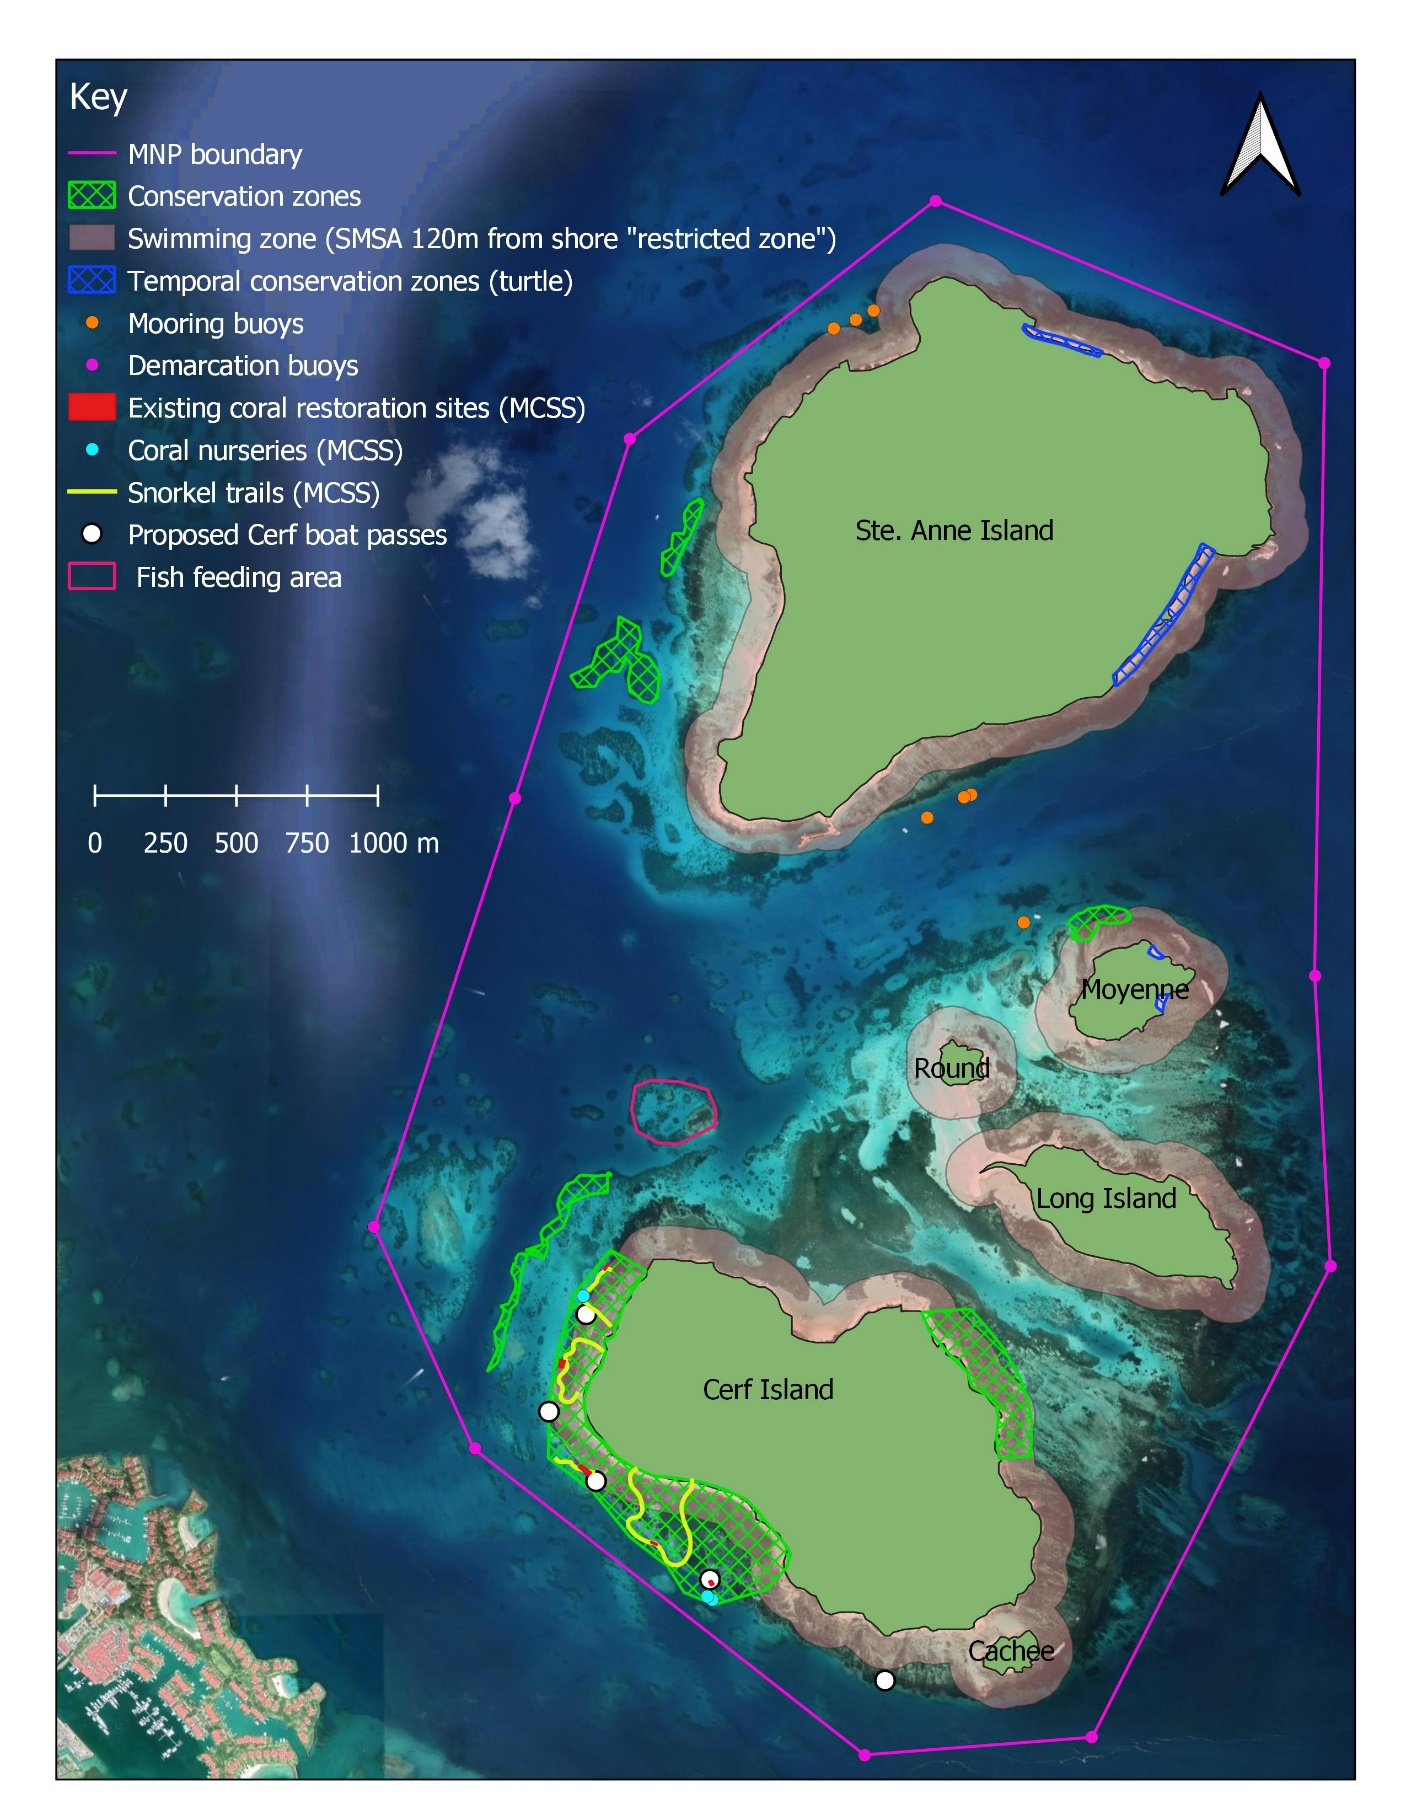 Key
MNP boundary
Conservation zones
Swimming zone (SMSA 120m from shore "restricted zone")
Temporal conservation zones (turtle)
Mooring buoys
Demarcation buoys
Existing coral restoration sites (MCSS)
Coral nurseries (MCSS)
Snorkel trails (MCSS)
Proposed Cerf boat passes
Fish feeding area
Ste. Anne Island
0 250 500 750 1000 m
Moyenne
Round
Long Island
Cerf Island
Cachee